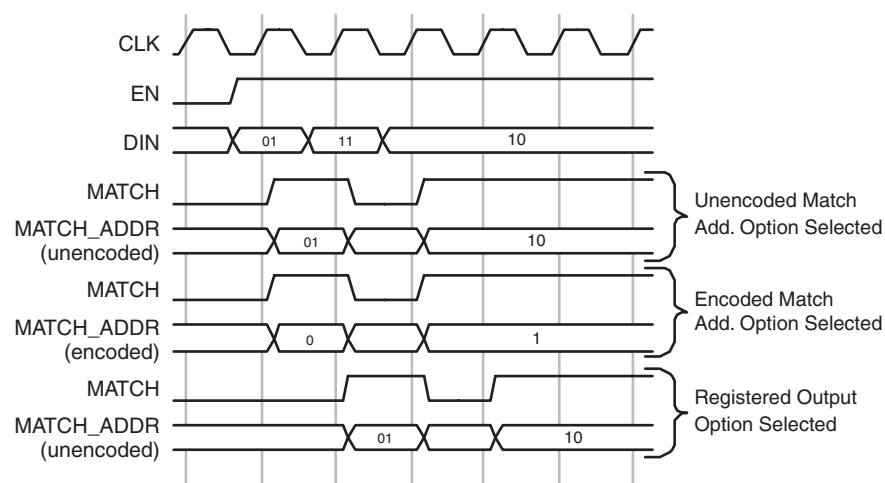 CLK
EN
DIN 01 11 10
MATCH
MATCH_ADDR
(unencoded) 01 10
Unencoded Match
Add. Option Selected
MATCH
MATCH_ADDR
(encoded) 0 1
Encoded Match
Add. Option Selected
MATCH
MATCH_ADDR
(unencoded) 01 10
Registered Output
Option Selected